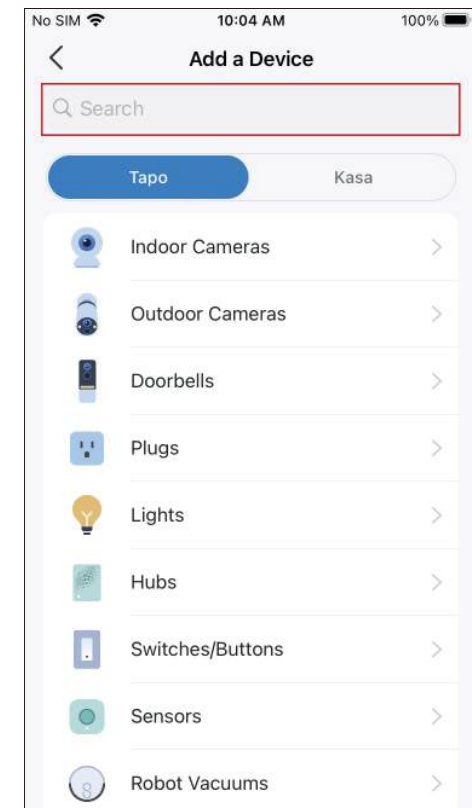 No SIM 10:04 AM 100%
Add a Device
Search
Tapo Kasa
Indoor Cameras
Outdoor Cameras
Doorbells
Plugs
Lights
Hubs
Switches/Buttons
Sensors
Robot Vacuums